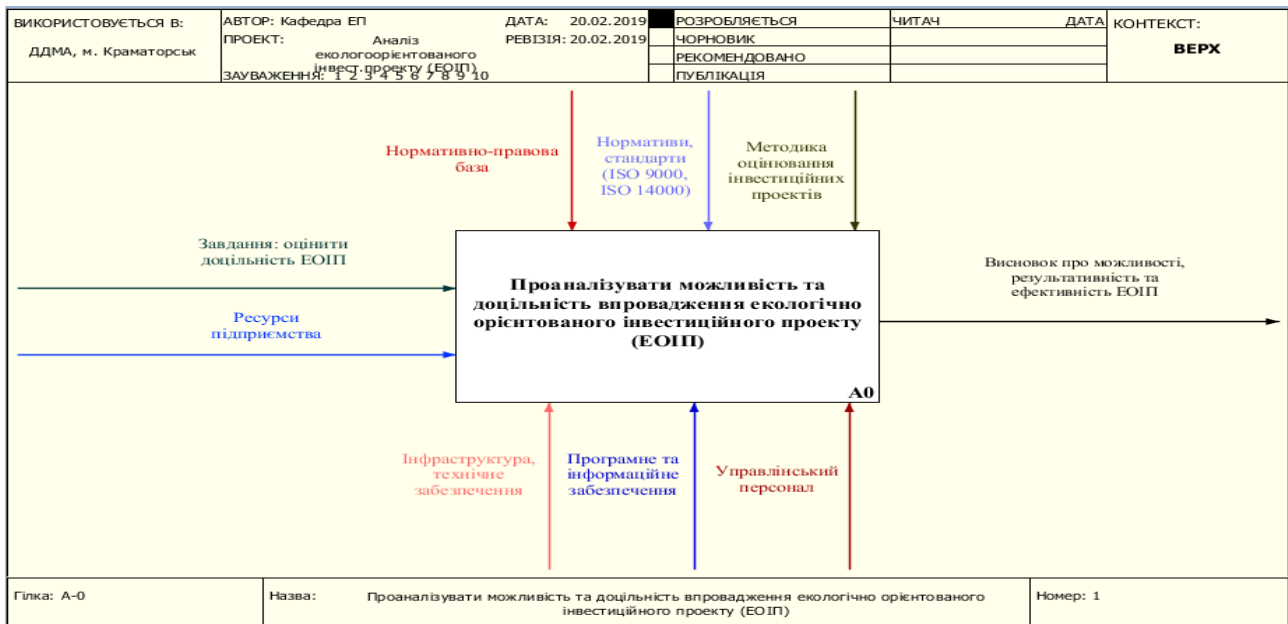 ВИКОРИСТОВУЄТЬСЯ В:
ДДМА, м. Краматорськ
АВТОР: Кафедра ЕП
ДАТА: 20.02.2019
ПРОЕКТ: Аналіз
екологоорієнтованого
інвест.проекту (ЕОІП)
РЕВІЗІЯ: 20.02.2019
ЗАУВАЖЕННЯ: 1 2 3 4 5 6 7 8 9 10
РОЗРОБЛЯЄТЬСЯ
ЧОРНОВИК
РЕКОМЕНДОВАНО
ПУБЛІКАЦІЯ
ЧИТАЧ
ДАТА
КОНТЕКСТ:
ВЕРХ
Нормативно-правова
база
Нормативи,
стандарти
(ISO 9000,
ISO 14000)
Методика
оцінювання
інвестиційних
проектів
Завдання: оцінити
доцільність ЕОІП
Ресурси
підприємства
Проаналізувати можливість та
доцільність впровадження екологічно
орієнтованого інвестиційного проекту
(ЕОІП)
A0
Висновок про можливості,
результативність та
ефективність ЕОІП
Інфраструктура,
технічне
забезпечення
Програмне та
інформаційне
забезпечення
Управлінський
персонал
Гілка: A-0
Назва: Проаналізувати можливість та доцільність впровадження екологічно орієнтованого
інвестиційного проекту (ЕОІП)
Номер: 1